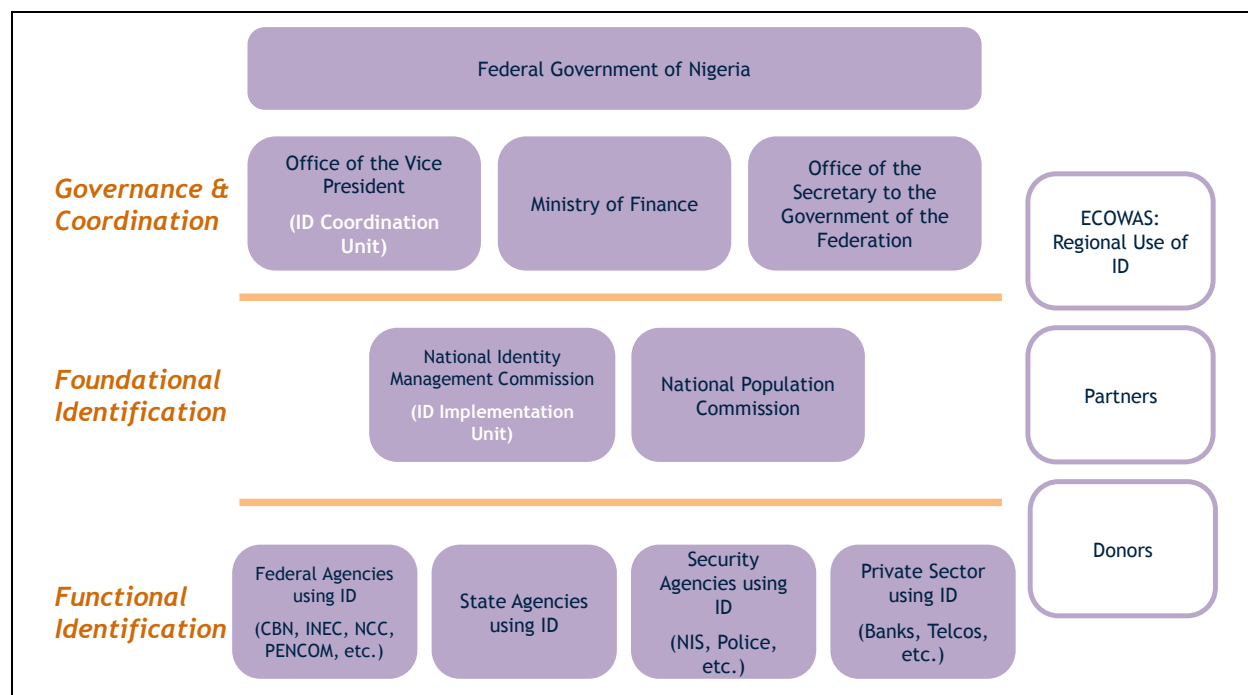 Federal Government of Nigeria
Governance &
Coordination
Office of the Vice
President
(ID Coordination
Unit)
Ministry of Finance
Office of the
Secretary to the
Government of the
Federation
ECOWAS:
Regional Use of
ID
Foundational
Identification
National Identity
Management Commission
(ID Implementation
Unit)
National Population
Commission
Partners
Functional
Identification
Federal Agencies
using ID
(CBN, INEC, NCC,
PENCOM, etc.)
State Agencies
using ID
Security
Agencies using
ID
(NIS, Police,
etc.)
Private Sector
using ID
(Banks, Telcos,
etc.)
Donors